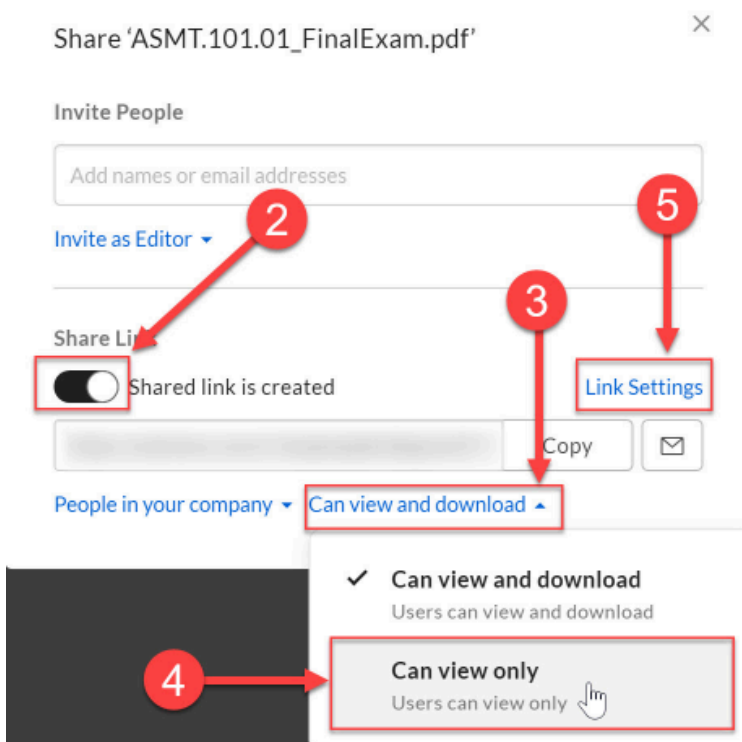 Share ‘ASMT.101.01_FinalExam.pdf’
Invite People
Add names or email addresses
5
2
Invite as Editor
3
Share
Shared link is created
Link Settings
Copy
People in your company
Can view and download
Can view and download
Users can view and download
4
Can view only
Users can view only